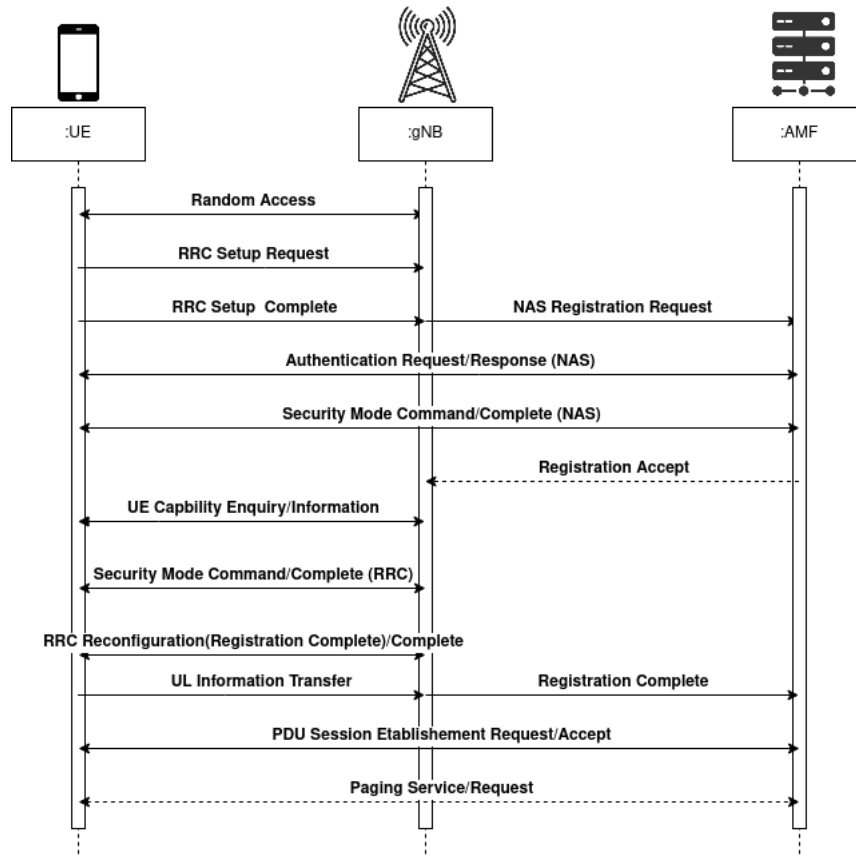 :UE
:gNB
:AMF
Random Access
RRC Setup Request
RRC Setup Complete
NAS Registration Request
Authentication Request/Response (NAS)
Security Mode Command/Complete (NAS)
Registration Accept
UE Capbility Enquiry/Information
Security Mode Command/Complete (RRC)
RRC Reconfiguration(Registration Complete)/Complete
UL Information Transfer
Registration Complete
PDU Session Etablishement Request/Accept
Paging Service/Request